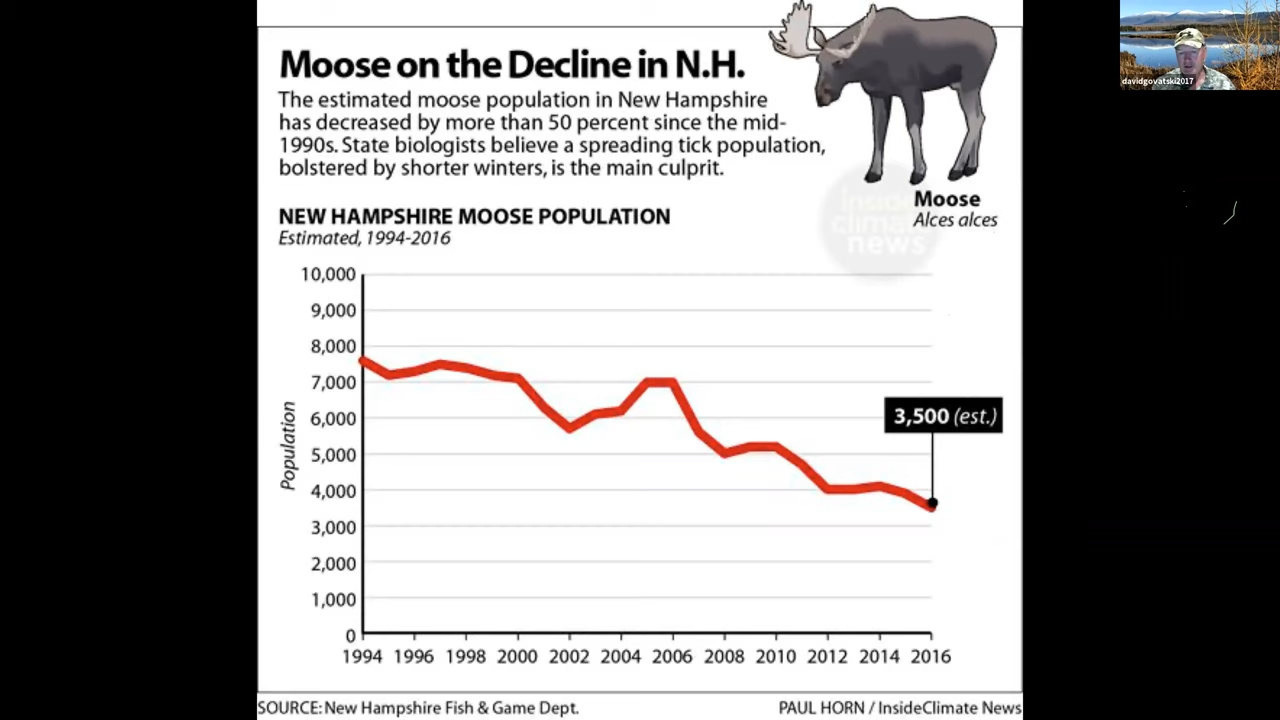 Moose on the Decline in N.H.
The estimated moose population in New Hampshire
has decreased by more than 50 percent since the mid-
1990s. State biologists believe a spreading tick population,
bolstered by shorter winters, is the main culprit.
davidgovatski2017
Moose
Alces alces
inside
climate
news
NEW HAMPSHIRE MOOSE POPULATION
Estimated, 1994-2016
10,000
9,000
8,000
7,000
6,000
5,000
4,000
3,000
2,000
1,000
0
Population
3,500 (est.)
1994 1996 1998 2000 2002 2004 2006 2008 2010 2012 2014 2016
SOURCE: New Hampshire Fish & Game Dept.
PAUL HORN / InsideClimate News